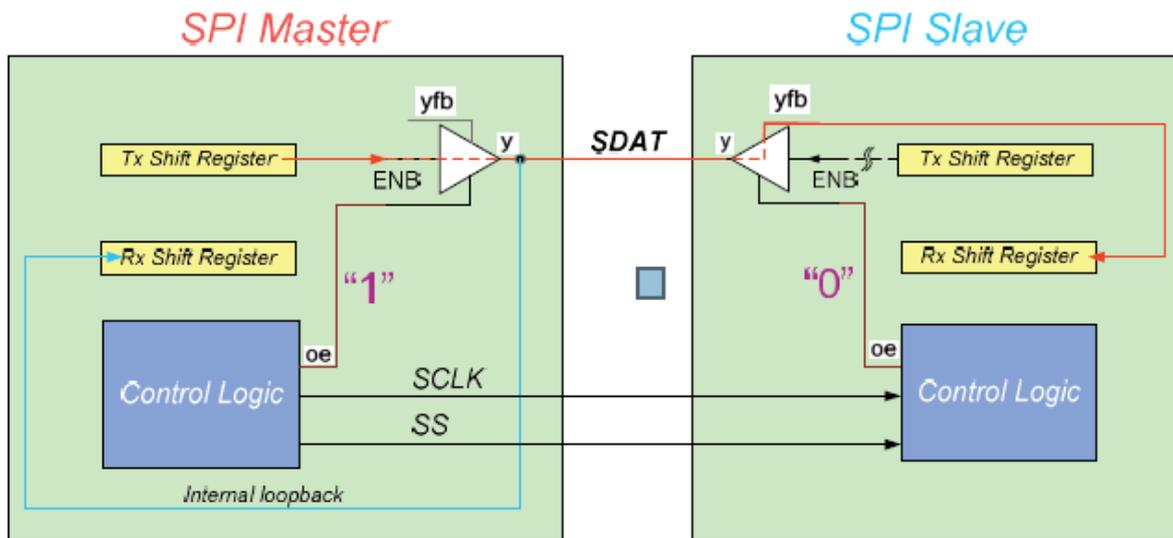 SPI Master
SPI Slave
yfb
yfb
y
SDAT
y
Tx Shift Register
ENB
ENB
Tx Shift Register
Rx Shift Register
Rx Shift Register
“1”
“0”
oe
oe
Control Logic
SCLK
Control Logic
SS
Internal loopback